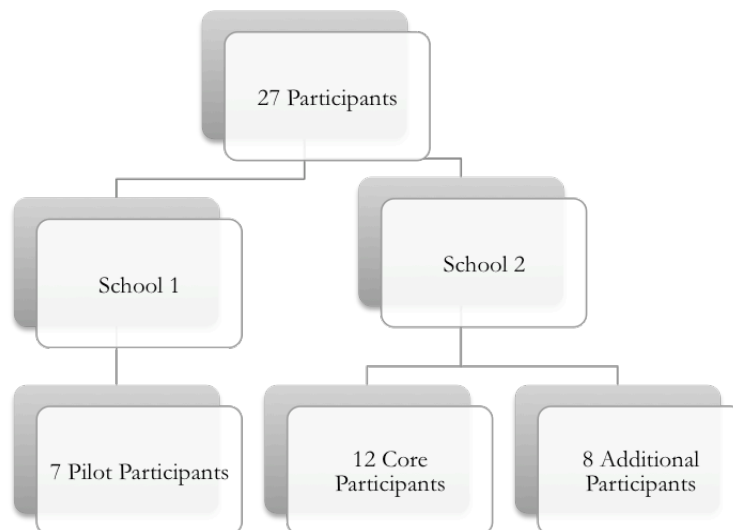 27 Participants
School 1
School 2
7 Pilot Participants
12 Core
Participants
8 Additional
Participants